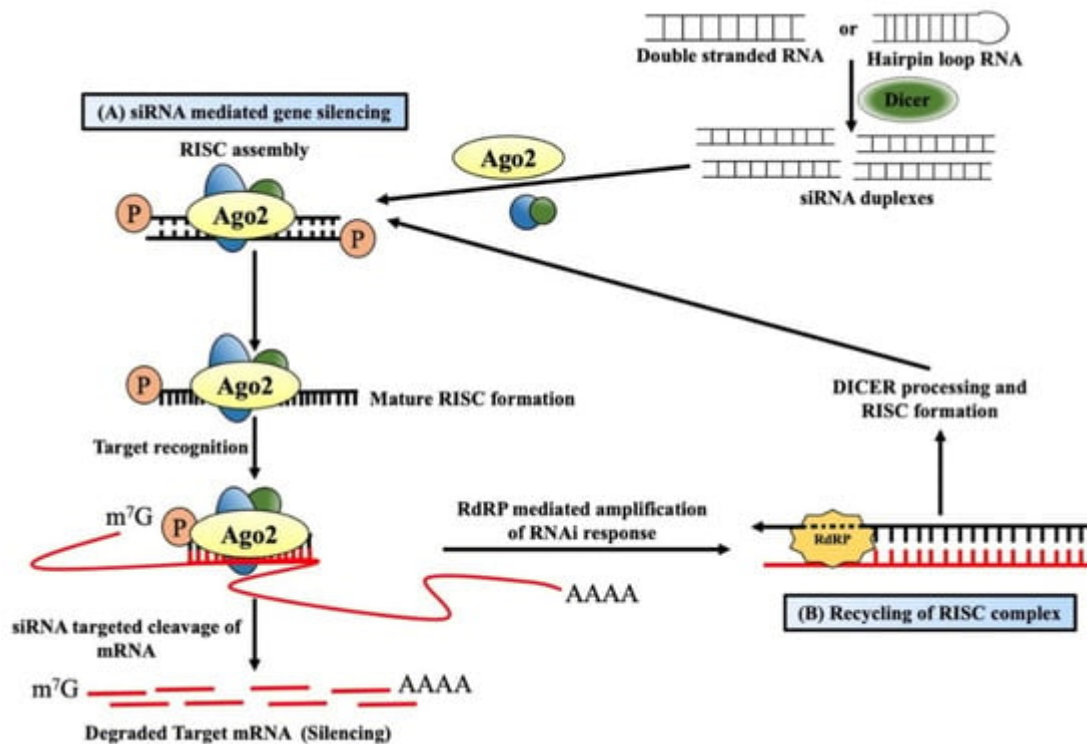 or
Double stranded RNA
Hairpin loop RNA
Dicer
siRNA duplexes
(A) siRNA mediated gene silencing
RISC assembly
Ago2
P
Ago2
P
P
Ago2
Mature RISC formation
Target recognition
m⁷G
P
Ago2
AAAA
siRNA targeted cleavage of
mRNA
m⁷G
AAAA
Degraded Target mRNA (Silencing)
RdRP mediated amplification
of RNAi response
RdRP
(B) Recycling of RISC complex
DICER processing and
RISC formation